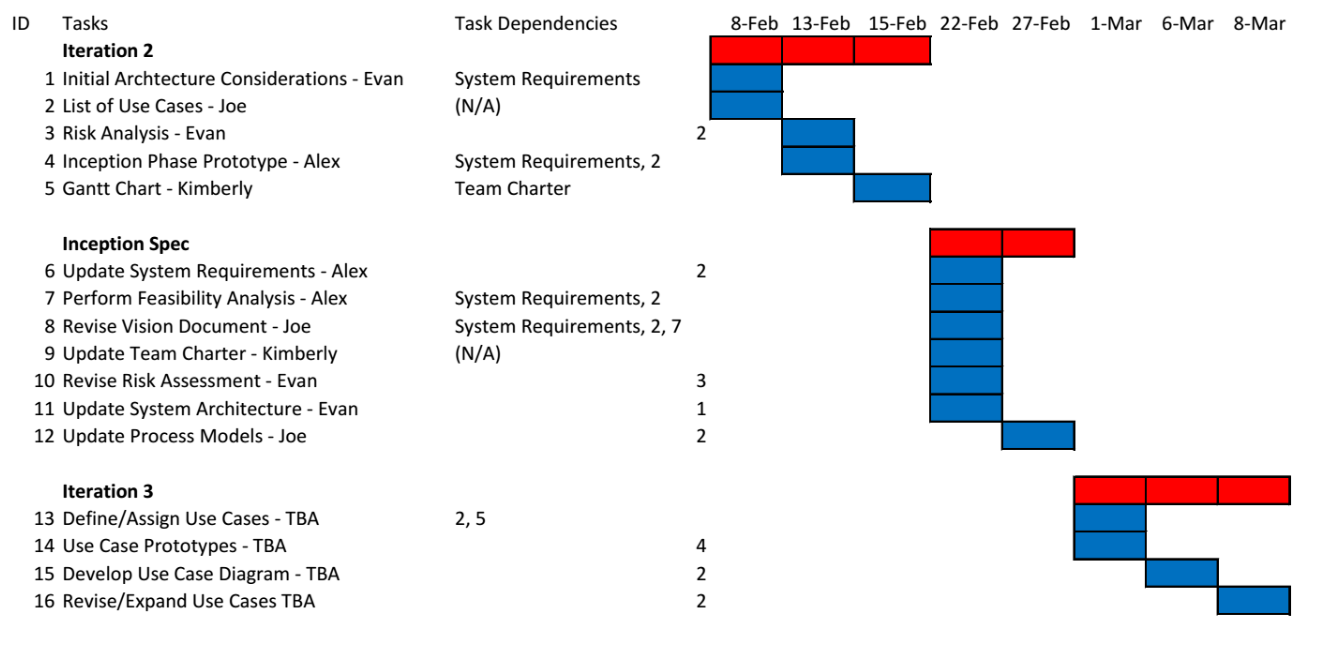 ID Tasks Task Dependencies 8-Feb 13-Feb 15-Feb 22-Feb 27-Feb 1-Mar 6-Mar 8-Mar
Iteration 2
1 Initial Archtecture Considerations - Evan System Requirements
2 List of Use Cases - Joe (N/A)
3 Risk Analysis - Evan 2
4 Inception Phase Prototype - Alex System Requirements, 2
5 Gantt Chart - Kimberly Team Charter
Inception Spec
6 Update System Requirements - Alex 2
7 Perform Feasibility Analysis - Alex System Requirements, 2
8 Revise Vision Document - Joe System Requirements, 2, 7
9 Update Team Charter - Kimberly (N/A)
10 Revise Risk Assessment - Evan 3
11 Update System Architecture - Evan 1
12 Update Process Models - Joe 2
Iteration 3
13 Define/Assign Use Cases - TBA 2, 5
14 Use Case Prototypes - TBA 4
15 Develop Use Case Diagram - TBA 2
16 Revise/Expand Use Cases TBA 2